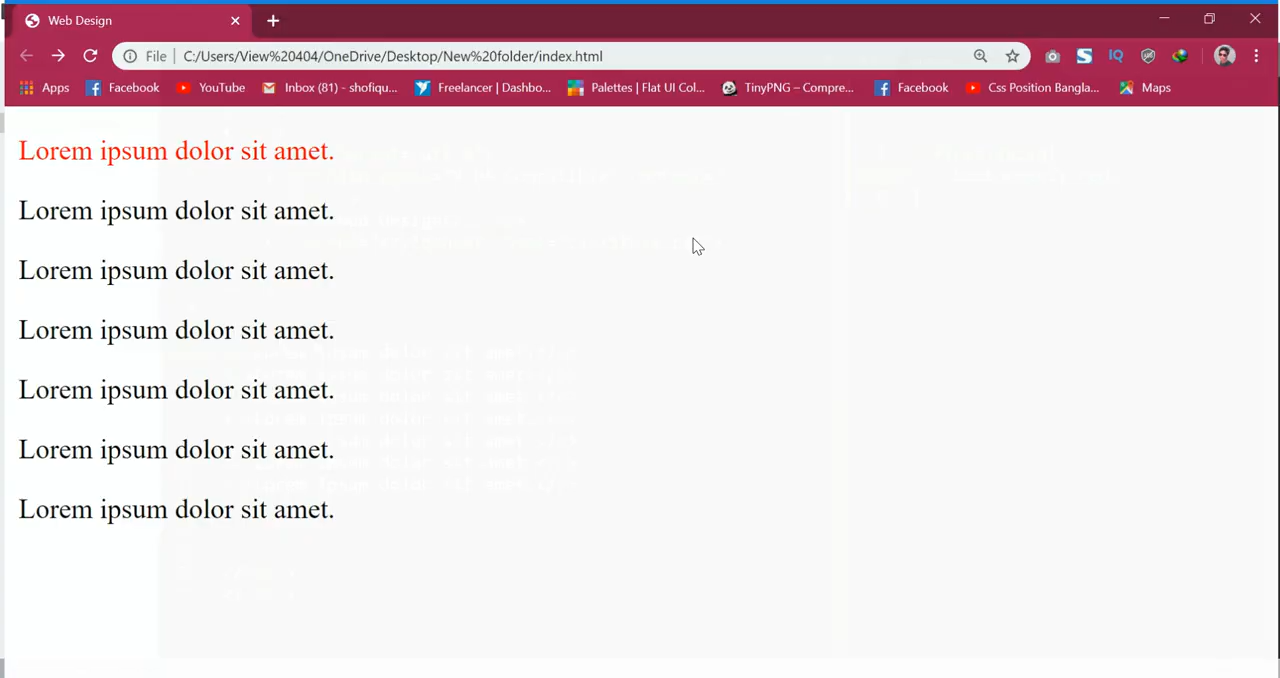 Web Design
File C:/Users/View%20404/OneDrive/Desktop/New%20folder/index.html
Apps Facebook YouTube Inbox (81) - shofiqu... Freelancer | Dashbo... Palettes | Flat UI Col... TinyPNG – Compre... Facebook Css Position Bangla... Maps
Lorem ipsum dolor sit amet.
Lorem ipsum dolor sit amet.
Lorem ipsum dolor sit amet.
Lorem ipsum dolor sit amet.
Lorem ipsum dolor sit amet.
Lorem ipsum dolor sit amet.
Lorem ipsum dolor sit amet.